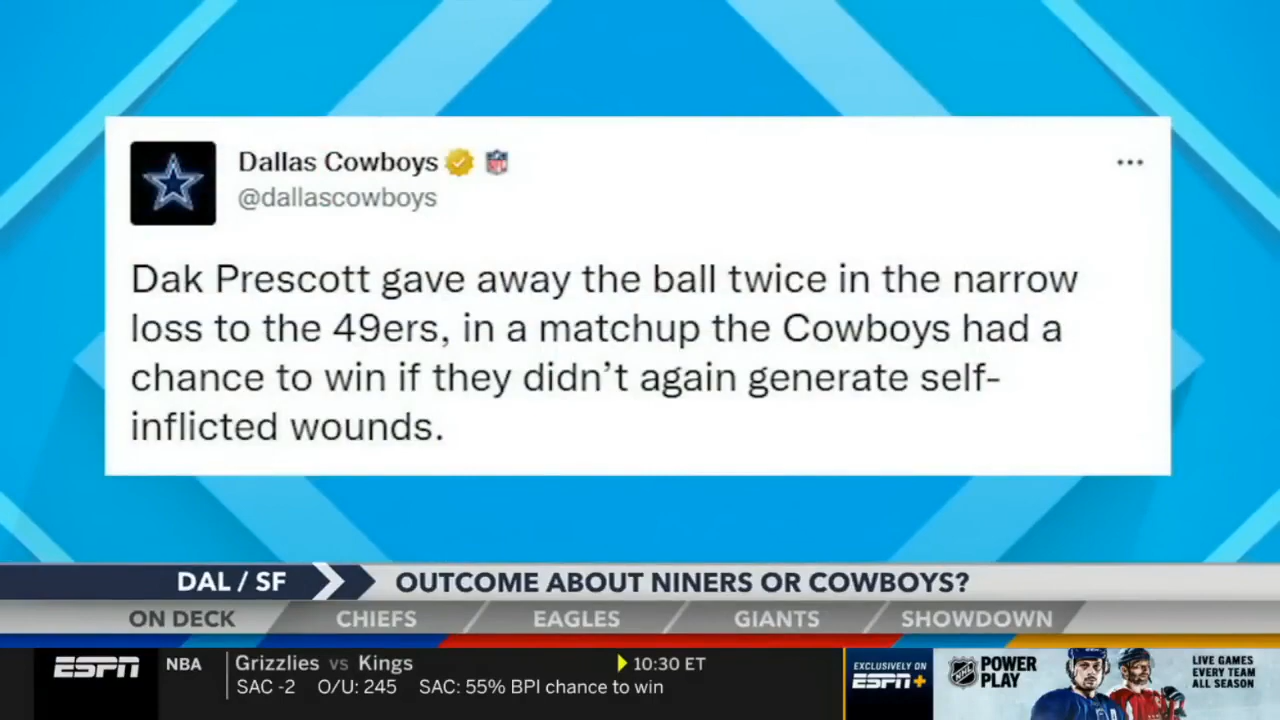 Dallas Cowboys
@dallascowboys
Dak Prescott gave away the ball twice in the narrow
loss to the 49ers, in a matchup the Cowboys had a
chance to win if they didn’t again generate self-
inflicted wounds.
DAL / SF OUTCOME ABOUT NINERS OR COWBOYS?
ON DECK CHIEFS EAGLES GIANTS SHOWDOWN
ESPN NBA Grizzlies vs Kings 10:30 ET
SAC -2 O/U: 245 SAC: 55% BPI chance to win
EXCLUSIVELY ON
ESPN+
NHL POWER
PLAY
LIVE GAMES
EVERY TEAM
ALL SEASON